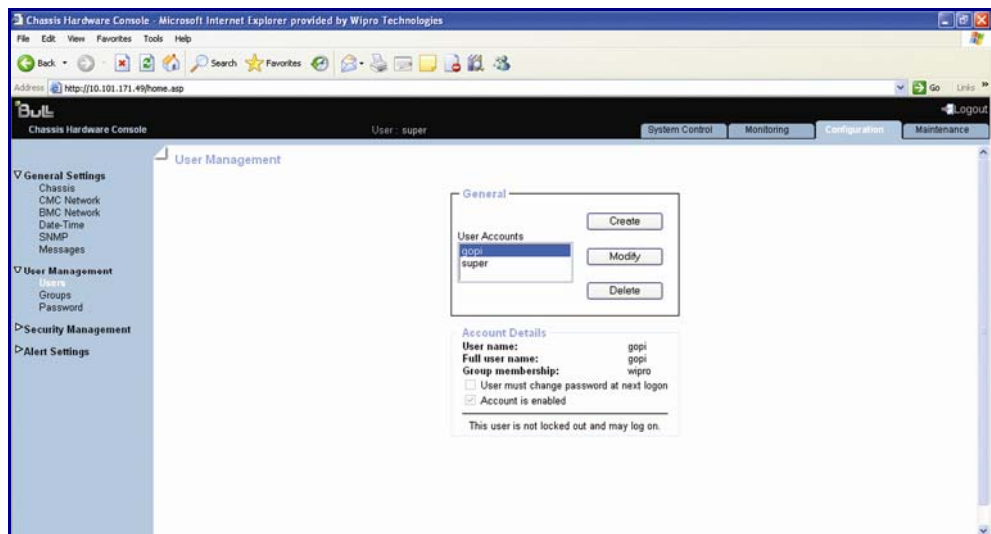 Chassis Hardware Console - Microsoft Internet Explorer provided by Wipro Technologies
File Edit View Favorites Tools Help
Back Search Favorites
Address http://10.101.171.49/home.asp Go Links »
Bull Logout
Chassis Hardware Console User : super System Control Monitoring Configuration Maintenance
User Management
General Settings
Chassis
CMC Network
BMC Network
Date-Time
SNMP
Messages
User Management
Users
Groups
Password
Security Management
Alert Settings
General
User Accounts
gopi
super
Create
Modify
Delete
Account Details
User name: gopi
Full user name: gopi
Group membership: wipro
User must change password at next logon
Account is enabled
This user is not locked out and may log on.